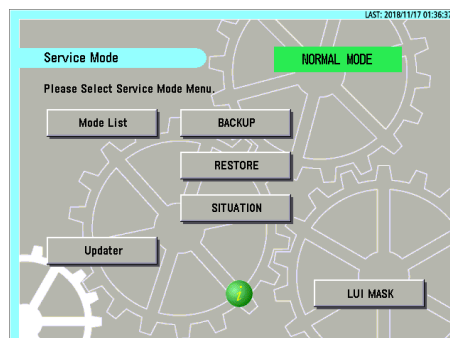 LAST: 2018/11/17 01:36:37
Service Mode
NORMAL MODE
Please Select Service Mode Menu.
Mode List
BACKUP
RESTORE
SITUATION
Updater
i
LUI MASK